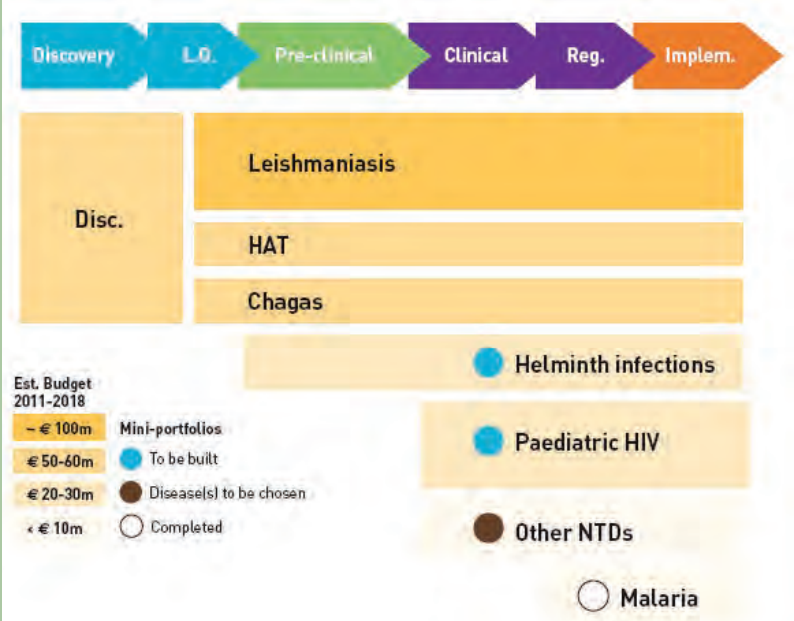 Discovery
L.O.
Pre-clinical
Clinical
Reg.
Implem.
Disc.
Leishmaniasis
HAT
Chagas
Helminth infections
Paediatric HIV
Other NTDs
Malaria
Est. Budget
2011-2018
~ € 100m
€ 50-60m
€ 20-30m
< € 10m
Mini-portfolios
To be built
Disease(s) to be chosen
Completed